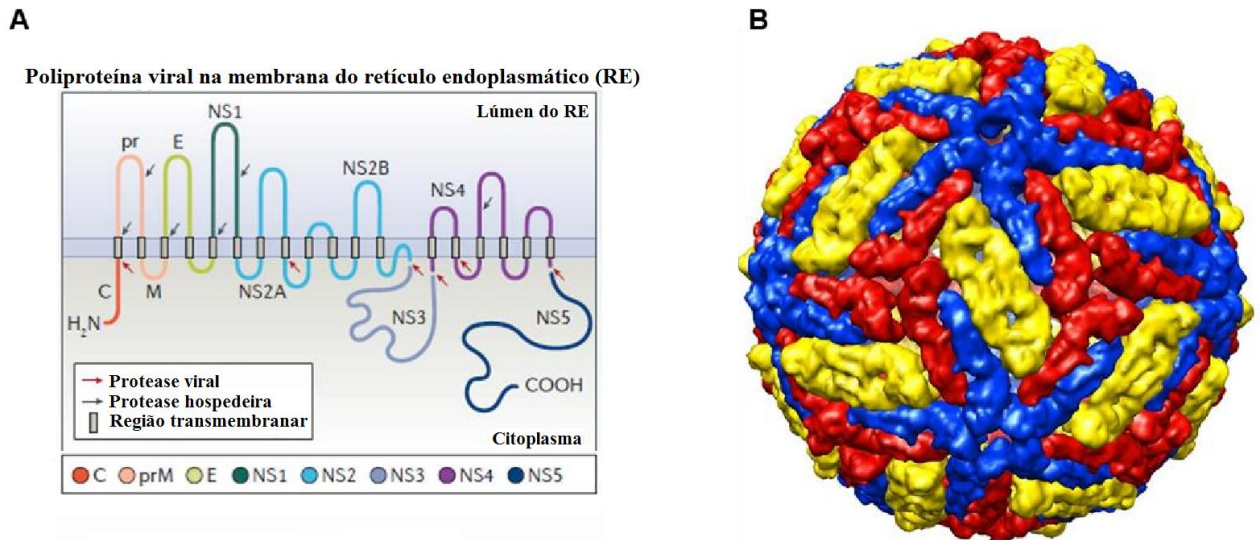 A
B
Poliproteína viral na membrana do retículo endoplasmático (RE)
Lúmen do RE
NS1
pr
E
NS2B
NS4
C
M
NS2A
H2N
NS3
NS5
COOH
Protease viral
Protease hospedeira
Região transmembranar
Citoplasma
C prM E NS1 NS2 NS3 NS4 NS5